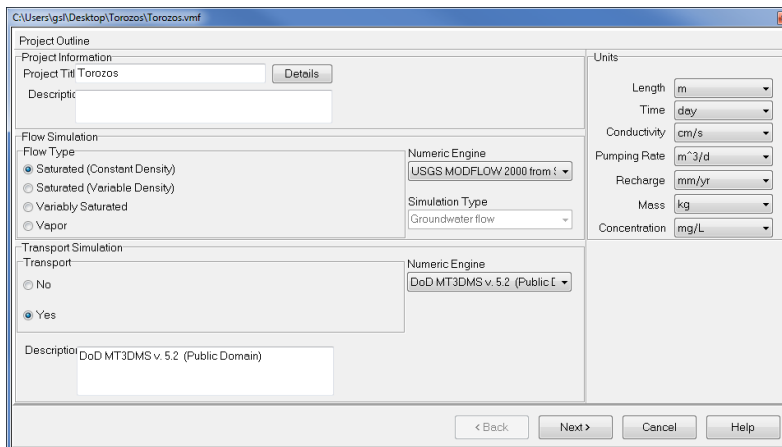 C:\Users\gsl\Desktop\Torozos\Torozos.vmf
Project Outline
Project Information
Project Titl Torozos
Details
Descriptic
Flow Simulation
Flow Type
Saturated (Constant Density)
Saturated (Variable Density)
Variably Saturated
Vapor
Numeric Engine
USGS MODFLOW 2000 from S
Simulation Type
Groundwater flow
Transport Simulation
Transport
No
Yes
Numeric Engine
DoD MT3DMS v. 5.2 (Public D
Description DoD MT3DMS v. 5.2 (Public Domain)
Units
Length m
Time day
Conductivity cm/s
Pumping Rate m^3/d
Recharge mm/yr
Mass kg
Concentration mg/L
< Back
Next >
Cancel
Help